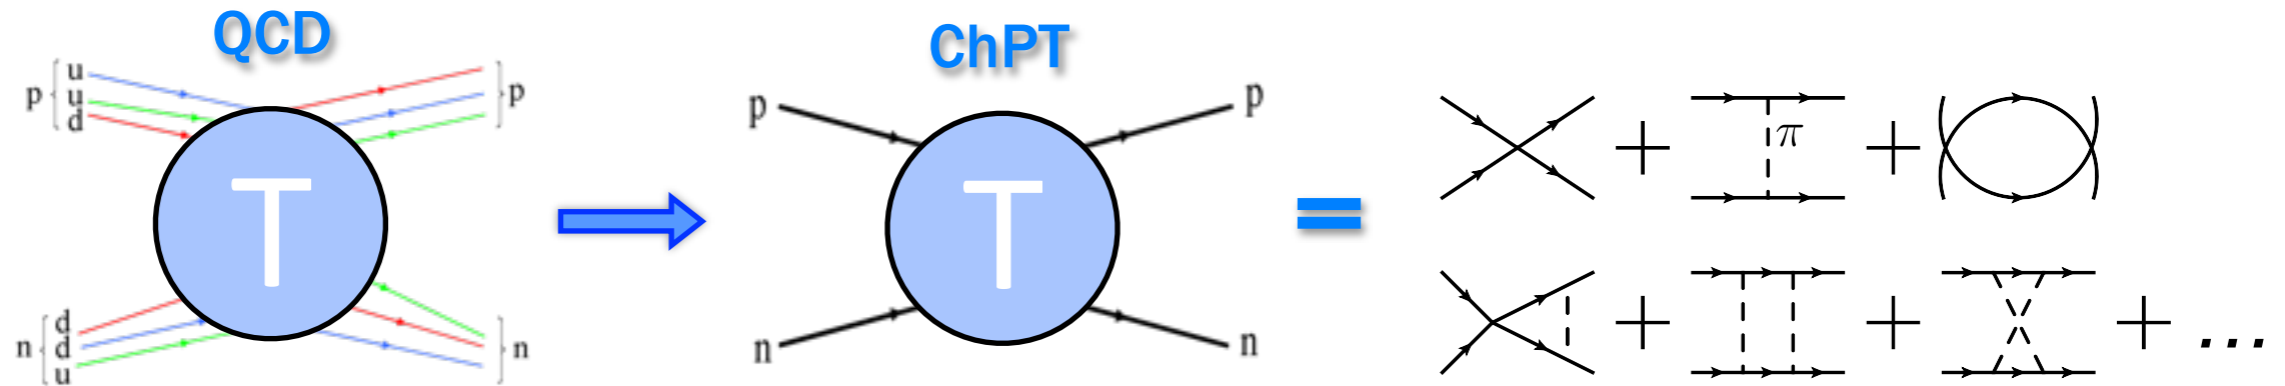 QCD
p
u
u
d
p
T
n
d
d
u
n
ChPT
p
p
T
n
n
=
+
π
+
+
+
+ ...